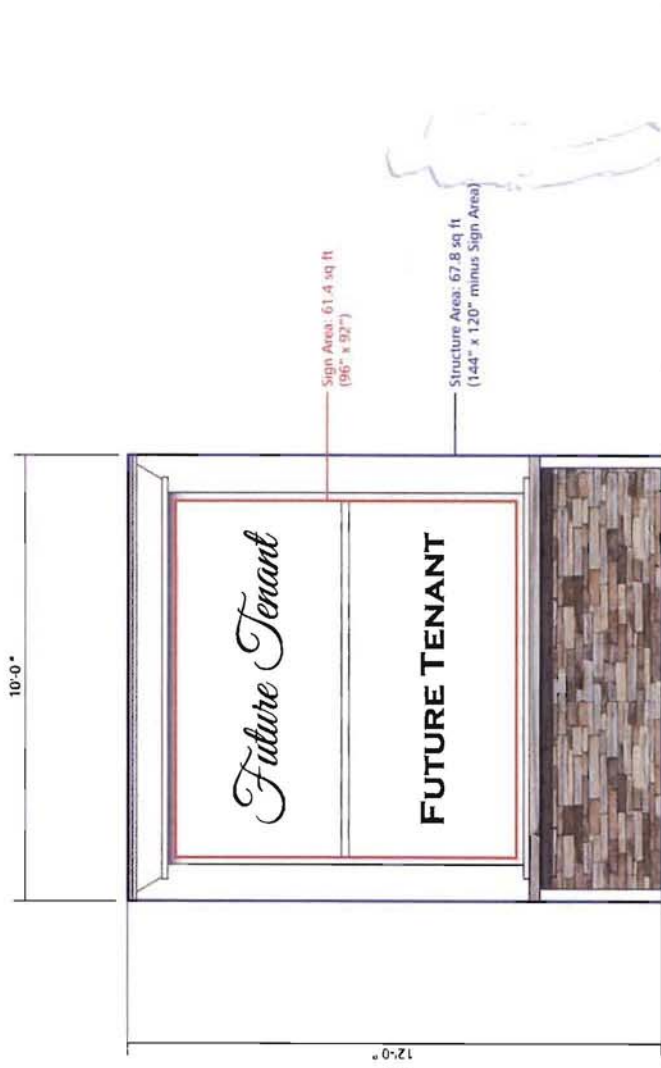 10'-0"
Future Tenant
FUTURE TENANT
12'-0"
Sign Area: 61.4 sq ft
(96" x 92")
Structure Area: 67.8 sq ft
(144" x 120" minus Sign Area)